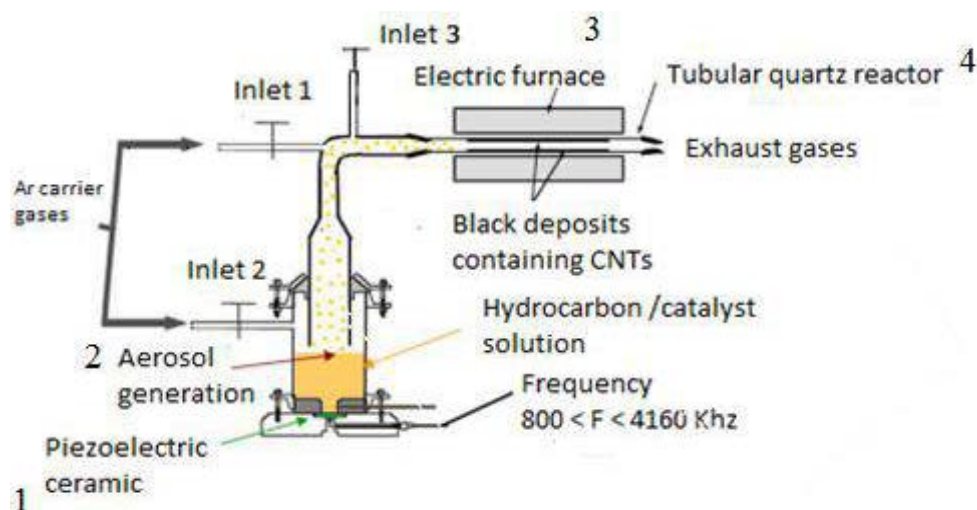 Inlet 3
3
Electric furnace
Tubular quartz reactor
4
Inlet 1
Exhaust gases
Ar carrier
gases
Black deposits
containing CNTs
Inlet 2
Hydrocarbon /catalyst
solution
2
Aerosol
generation
Frequency
800 < F < 4160 Khz
Piezoelectric
ceramic
1